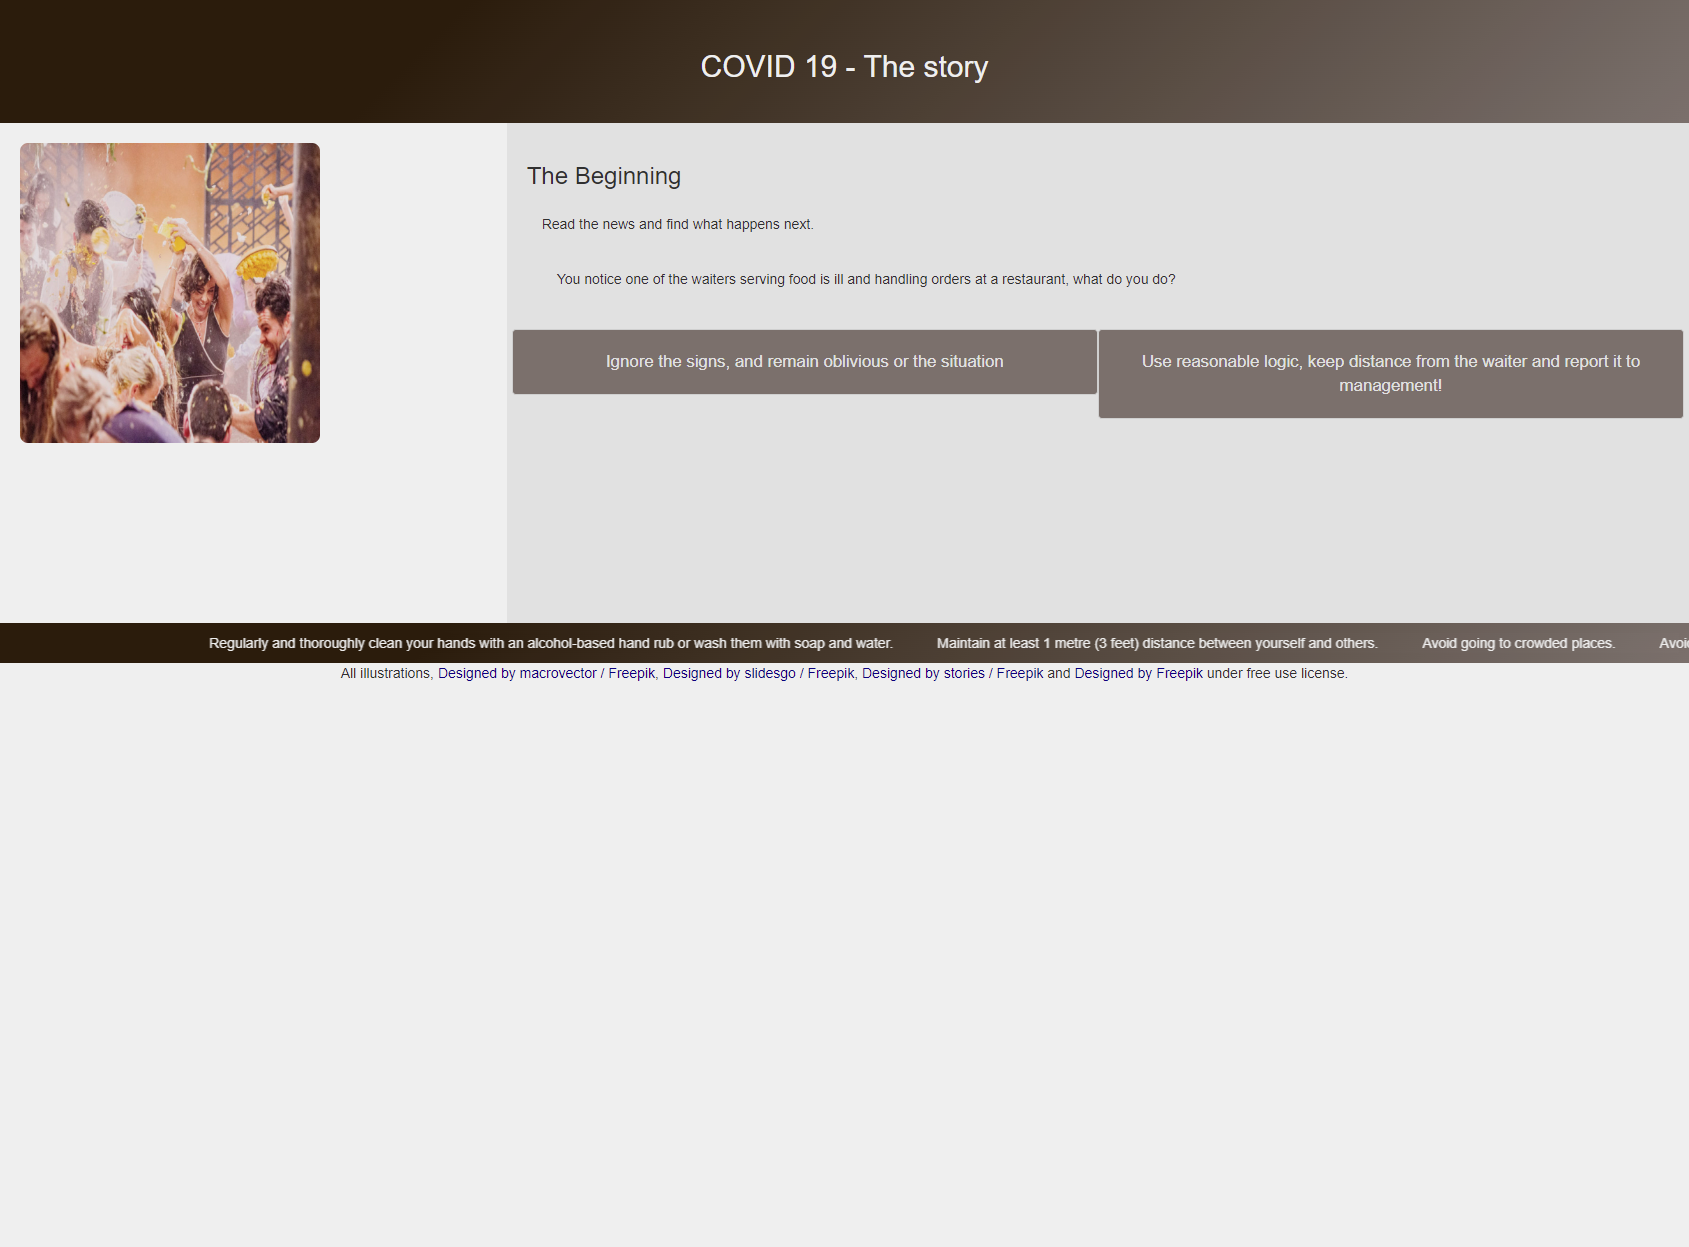 COVID 19 - The story
The Beginning
Read the news and find what happens next.
You notice one of the waiters serving food is ill and handling orders at a restaurant, what do you do?
Ignore the signs, and remain oblivious or the situation
Use reasonable logic, keep distance from the waiter and report it to
management!
Regularly and thoroughly clean your hands with an alcohol-based hand rub or wash them with soap and water. Maintain at least 1 metre (3 feet) distance between yourself and others. Avoid going to crowded places.
All illustrations, Designed by macrovector / Freepik, Designed by slidesgo / Freepik, Designed by stories / Freepik and Designed by Freepik under free use license.